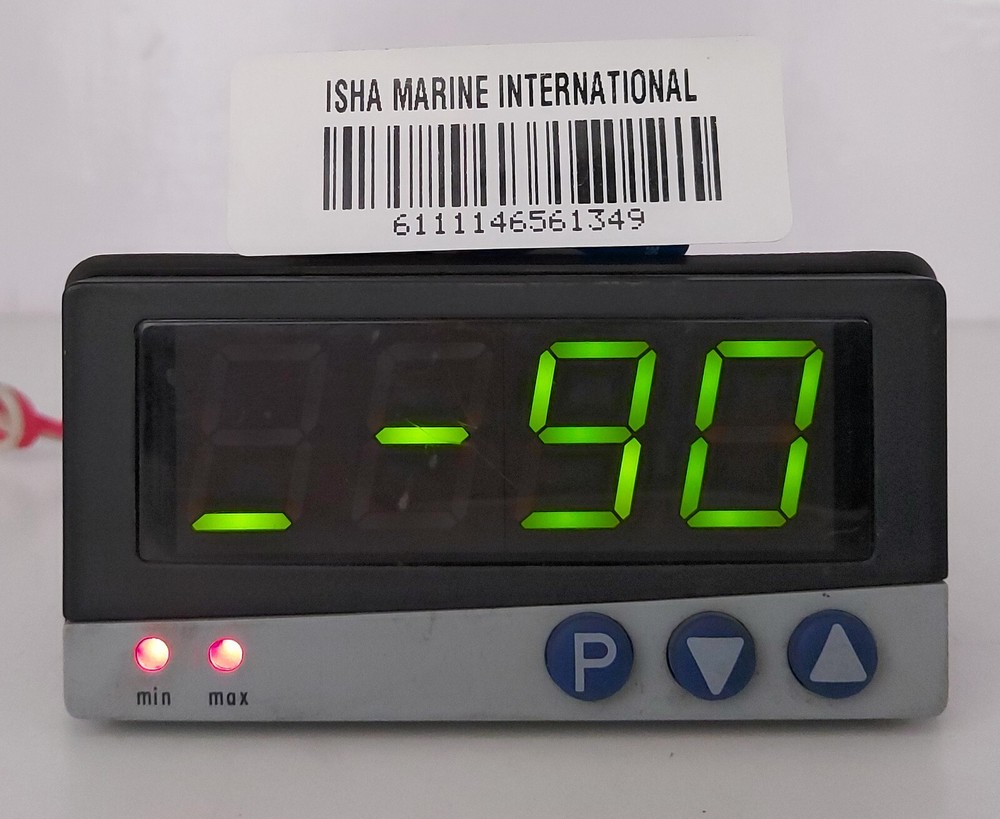 ISHA MARINE INTERNATIONAL
6111146561349
_ -90
min max P